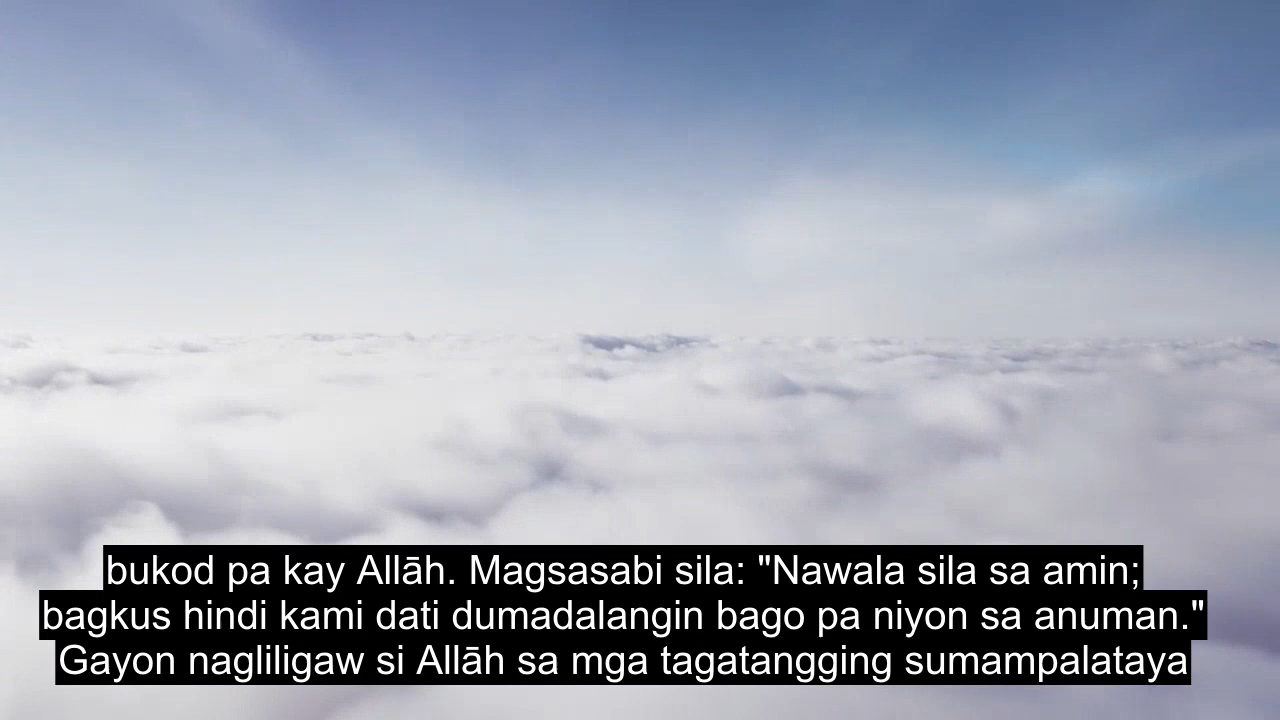 bukod pa kay Allāh. Magsasabi sila: "Nawala sila sa amin;
bagkus hindi kami dati dumadalangin bago pa niyon sa anuman."
Gayon nagliligaw si Allāh sa mga tagatangging sumampalataya